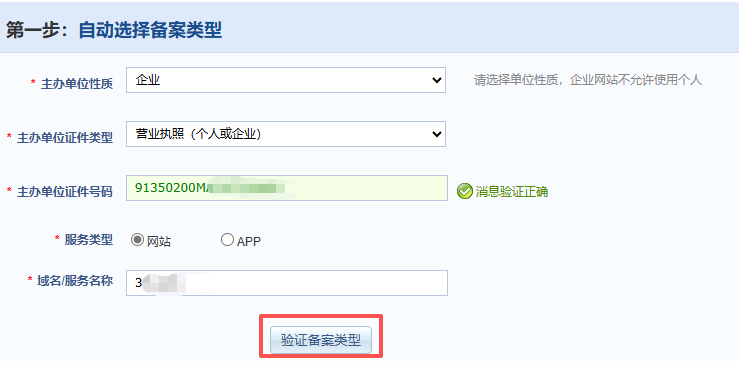 第一步：自动选择备案类型
* 主办单位性质 企业 请选择单位性质，企业网站不允许使用个人
* 主办单位证件类型 营业执照（个人或企业）
* 主办单位证件号码 91350200M 消息验证正确
* 服务类型 网站 APP
* 域名/服务名称 3
验证备案类型